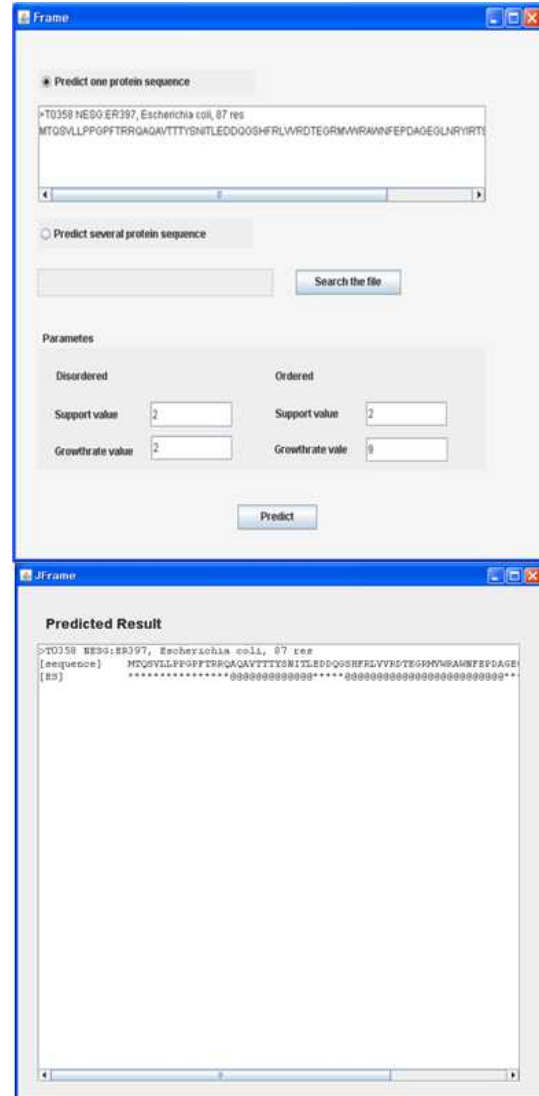 Frame
Predict one protein sequence
>T0358 NESG:ER397, Escherichia coli, 87 res
MTQSVLLPPGPFTRRQAQAVTTTYSNITLEDDQGSHFRLVVRDTEGRMVWRAWNFEPDAGEGLNRYIRTS
Predict several protein sequence
Search the file
Parametes
Disordered Ordered
Support value 2 Support value 2
Growthrate value 2 Growthrate vale 9
Predict
JFrame
Predicted Result
>T0358 NESG:ER397, Escherichia coli, 87 res
[sequence] MTQSVLLPPGPFTRRQAQAVTTTYSNITLEDDQGSHFRLVVRDTEGRMVWRAWNFEPDAGE
[ES] ****************@@@@@@@@@@@@@*****@@@@@@@@@@@@@@@@@@@@@@@@@**